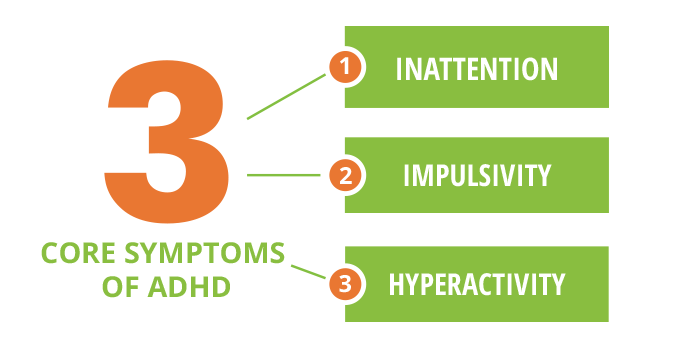 3
CORE SYMPTOMS
OF ADHD
1 INATTENTION
2 IMPULSIVITY
3 HYPERACTIVITY